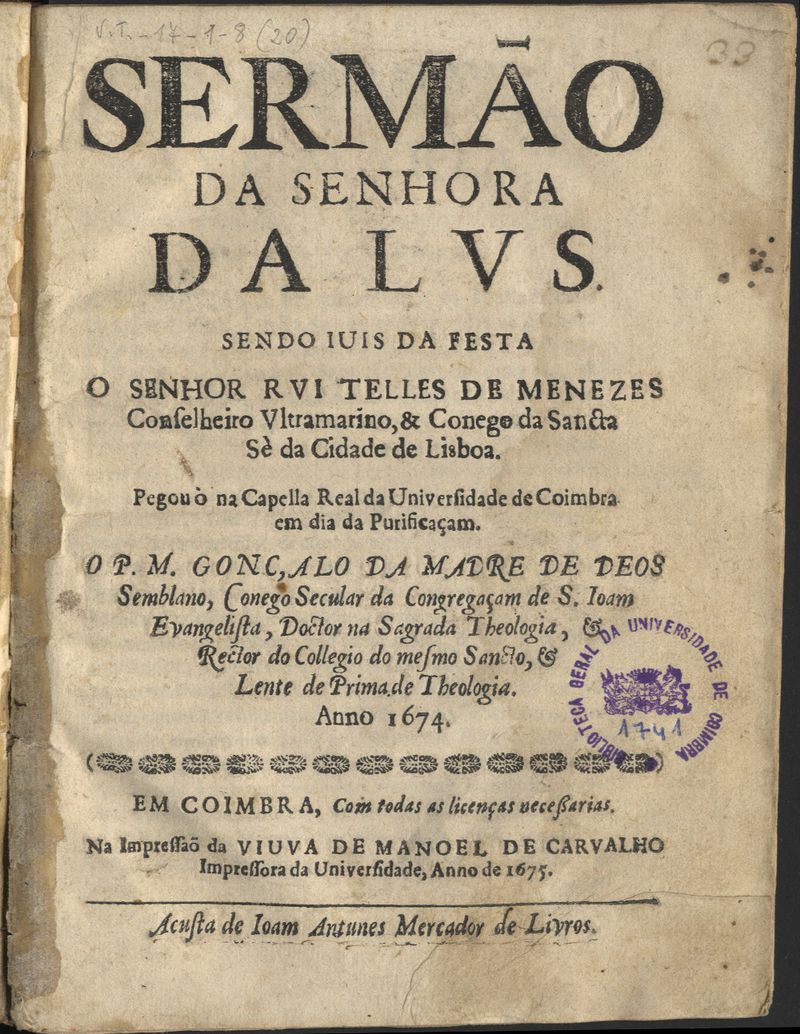 V.T.-17-1-8 (20)
33
SERMÃO
DA SENHORA
DA LVS.
SENDO IUIS DA FESTA
O SENHOR RVI TELLES DE MENEZES
Conſelheiro Vltramarino, & Conego da Sancta
Sè da Cidade de Lisboa.
Pegouò na Capella Real da Univerſidade de Coimbra
em dia da Purificaçam.
O P. M. GONC,ALO DA MADRE DE DEOS
Semblano, Conego Secular da Congregaçam de S. Ioam
Evangeliſta, Doctor na Sagrada Theologia, &
Rector do Collegio do meſmo Sancto, &
Lente de Prima.de Theologia.
Anno 1674.
BIBLIOTECA GERAL DA UNIVERSIDADE DE COIMBRA
1741
EM COIMBRA, Com todas as licenças neceßarias.
Na Impreſſaõ da VIUVA DE MANOEL DE CARVALHO
Impreſſora da Univerſidade, Anno de 1675.
Acuſta de Ioam Antunes Mercador de Livros.